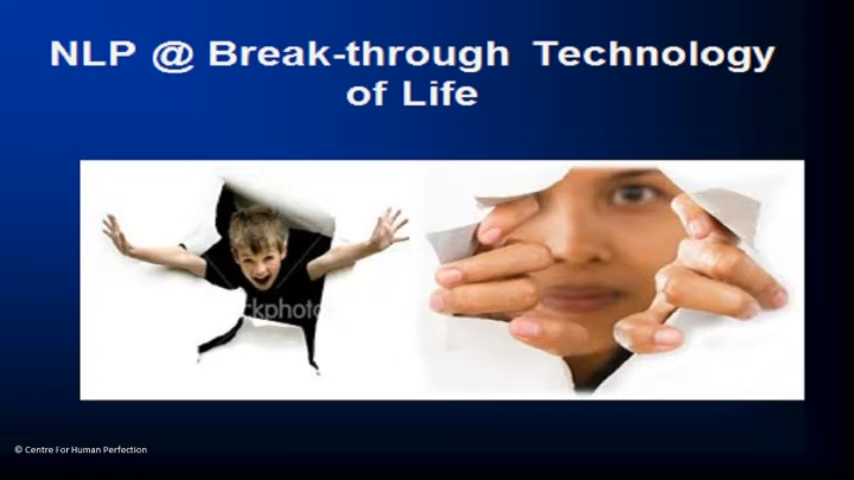 NLP @ Break-through Technology
of Life
ckphoto
© Centre For Human Perfection